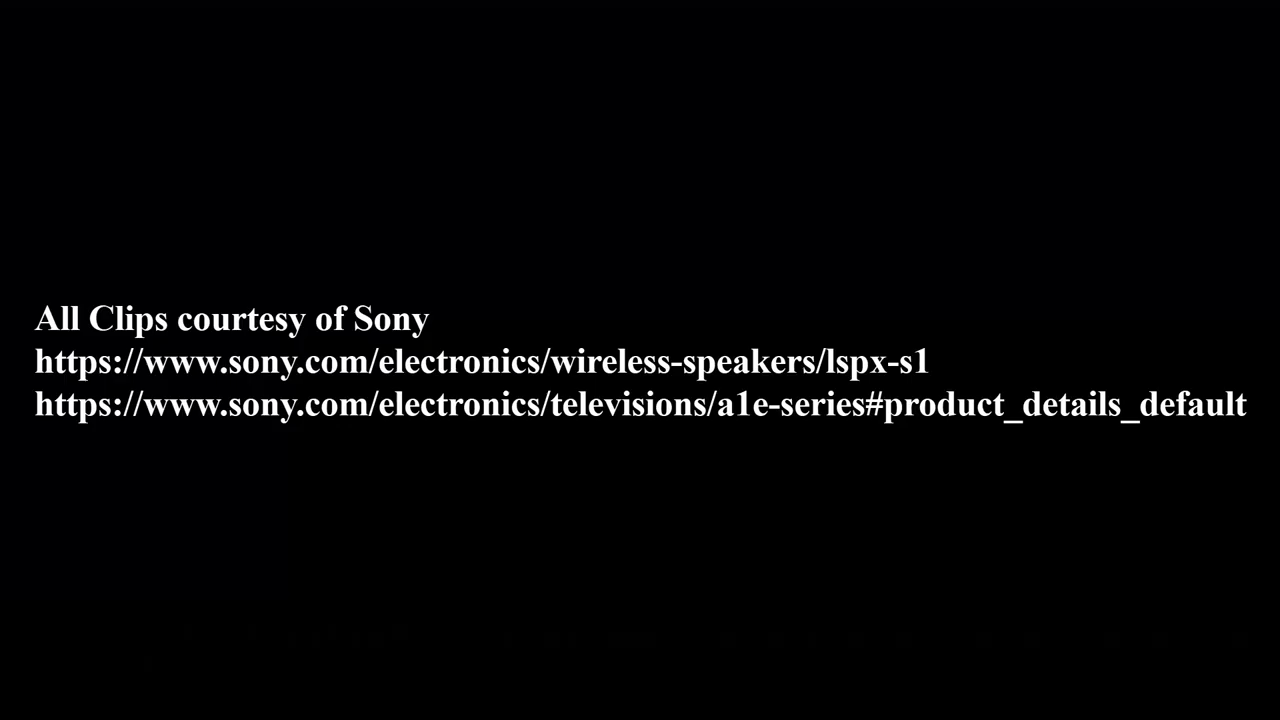 All Clips courtesy of Sony
https://www.sony.com/electronics/wireless-speakers/lspx-s1
https://www.sony.com/electronics/televisions/a1e-series#product_details_default